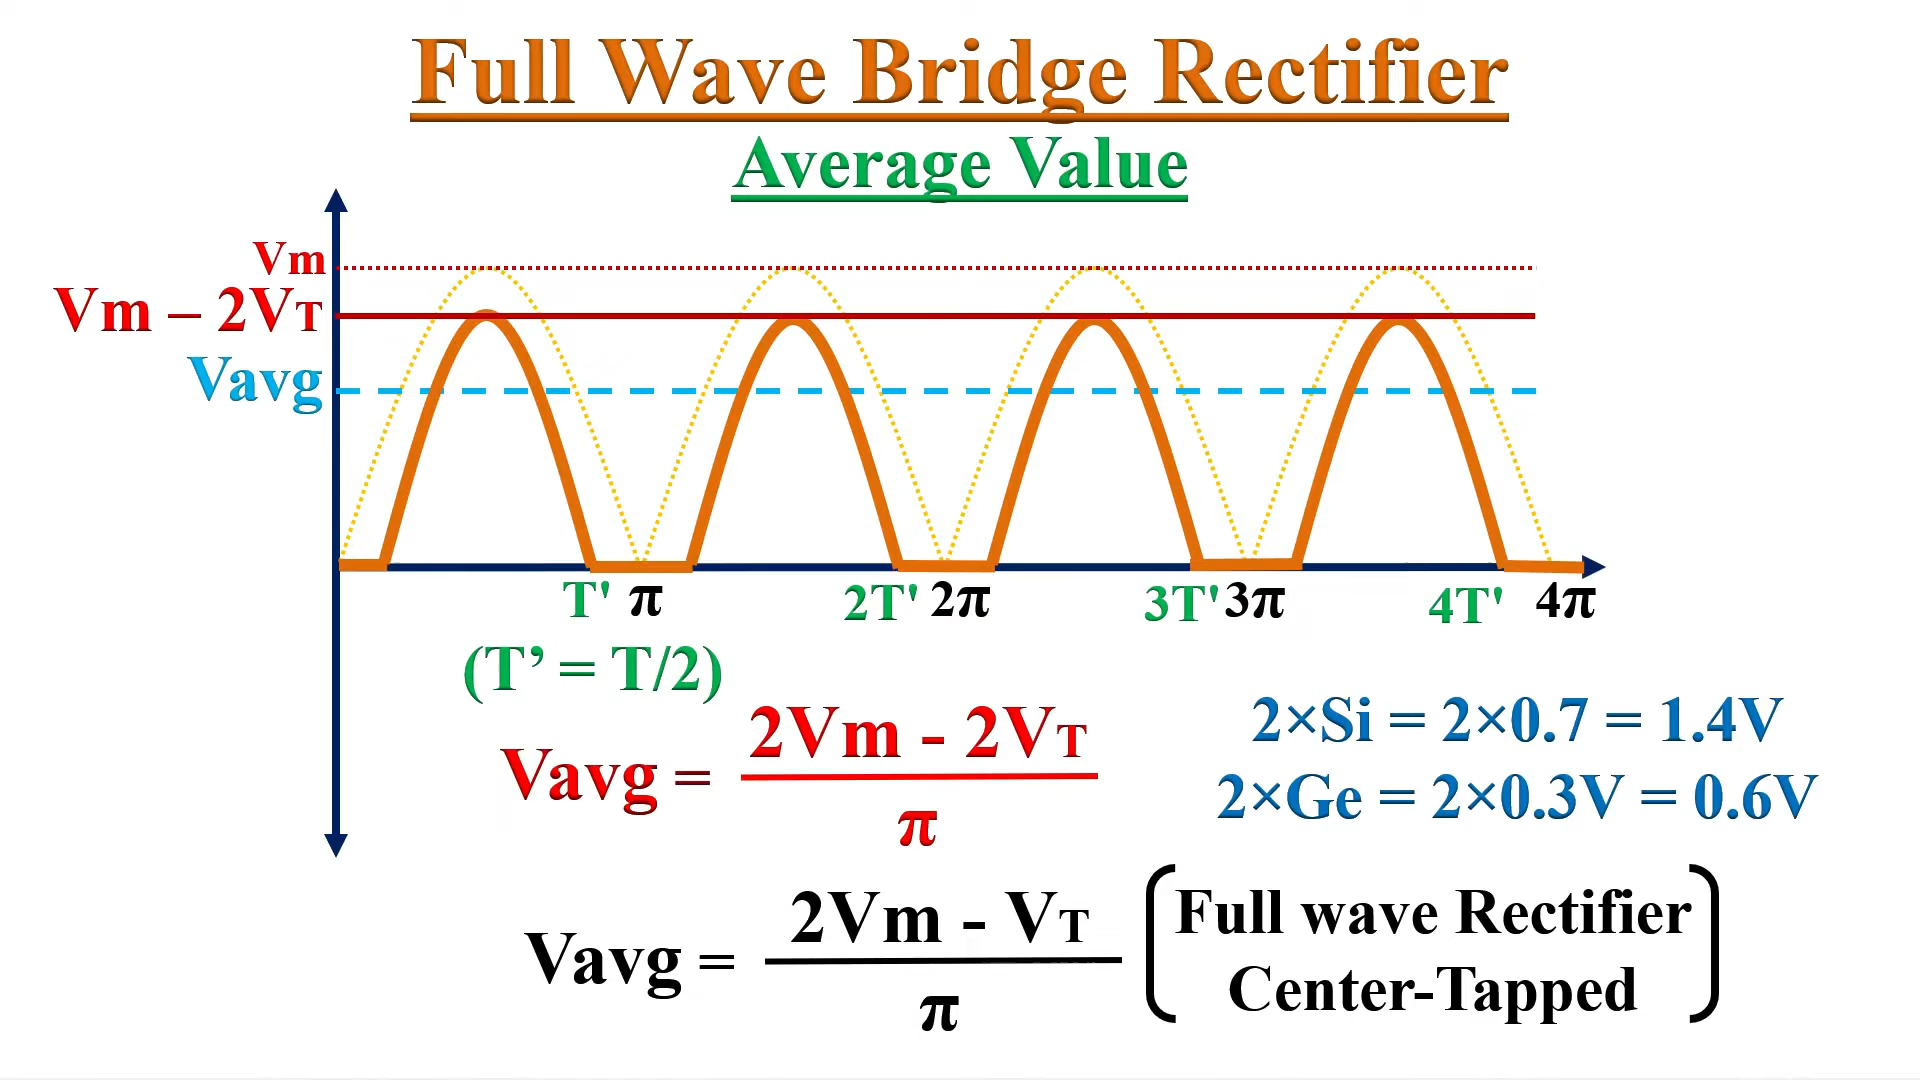 Full Wave Bridge Rectifier
Average Value
Vm
Vm – 2VT
Vavg
T' π 2T' 2π 3T' 3π 4T' 4π
(T’ = T/2)
Vavg = 2Vm - 2VT
π
2×Si = 2×0.7 = 1.4V
2×Ge = 2×0.3V = 0.6V
Vavg = 2Vm - VT
π
Full wave Rectifier
Center-Tapped